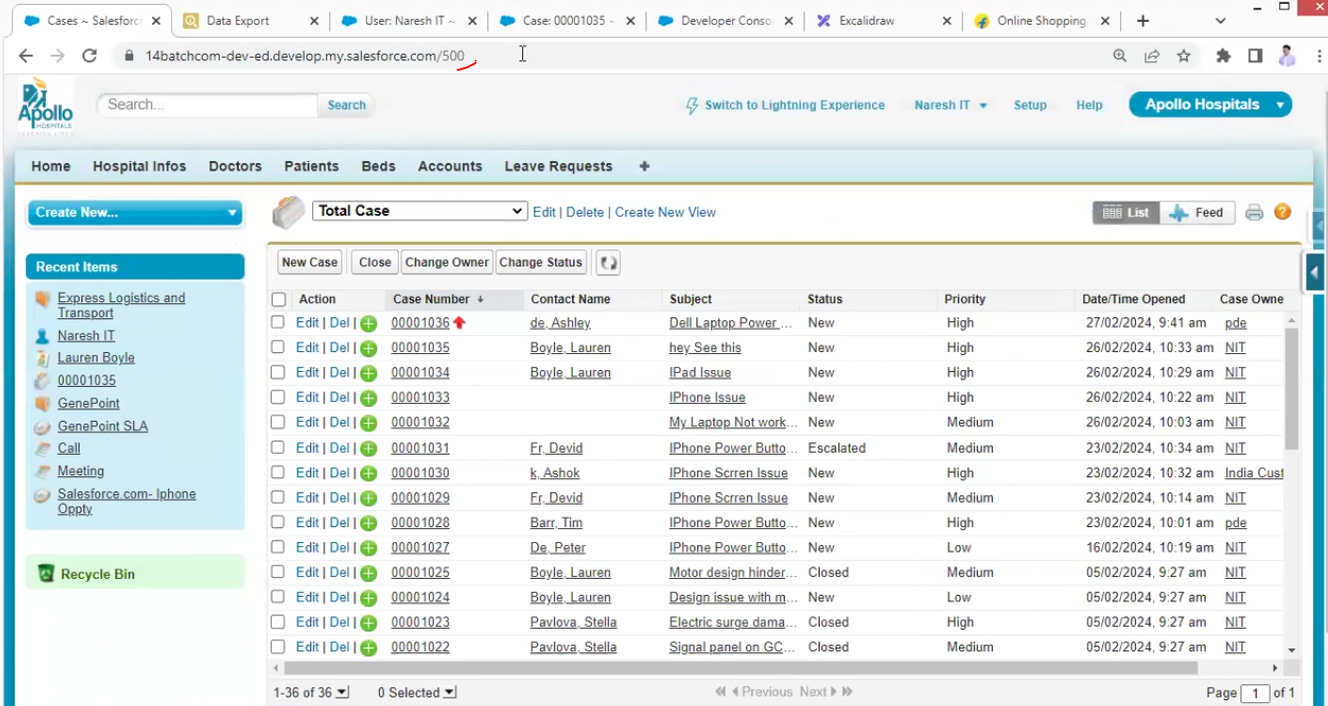 Cases ~ Salesforc
Data Export
User: Naresh IT ~
Case: 00001035 ~
Developer Conso
Excalidraw
Online Shopping
14batchcom-dev-ed.develop.my.salesforce.com/500
Apollo
HOSPITALS
Search...
Search
Switch to Lightning Experience
Naresh IT
Setup
Help
Apollo Hospitals
Home Hospital Infos Doctors Patients Beds Accounts Leave Requests +
Create New...
Total Case
Edit | Delete | Create New View
List
Feed
Recent Items
Express Logistics and
Transport
Naresh IT
Lauren Boyle
00001035
GenePoint
GenePoint SLA
Call
Meeting
Salesforce.com- Iphone
Oppty
Recycle Bin
New Case Close Change Owner Change Status
Action Case Number Contact Name Subject Status Priority Date/Time Opened Case Owne
Edit | Del | 00001036 de, Ashley Dell Laptop Power ... New High 27/02/2024, 9:41 am pde
Edit | Del | 00001035 Boyle, Lauren hey See this New High 26/02/2024, 10:33 am NIT
Edit | Del | 00001034 Boyle, Lauren IPad Issue New High 26/02/2024, 10:29 am NIT
Edit | Del | 00001033 IPhone Issue New High 26/02/2024, 10:22 am NIT
Edit | Del | 00001032 My Laptop Not work... New Medium 26/02/2024, 10:03 am NIT
Edit | Del | 00001031 Fr, Devid IPhone Power Butto... Escalated Medium 23/02/2024, 10:34 am NIT
Edit | Del | 00001030 k, Ashok IPhone Scrren Issue New High 23/02/2024, 10:32 am India Cust
Edit | Del | 00001029 Fr, Devid IPhone Scrren Issue New Medium 23/02/2024, 10:14 am NIT
Edit | Del | 00001028 Barr, Tim IPhone Power Butto... New High 23/02/2024, 10:01 am pde
Edit | Del | 00001027 De, Peter IPhone Power Butto... New Low 16/02/2024, 10:19 am NIT
Edit | Del | 00001025 Boyle, Lauren Motor design hinder... Closed Medium 05/02/2024, 9:27 am NIT
Edit | Del | 00001024 Boyle, Lauren Design issue with m... New Low 05/02/2024, 9:27 am NIT
Edit | Del | 00001023 Pavlova, Stella Electric surge dama... Closed High 05/02/2024, 9:27 am NIT
Edit | Del | 00001022 Pavlova, Stella Signal panel on GC... Closed Medium 05/02/2024, 9:27 am NIT
1-36 of 36 0 Selected Previous Next Page 1 of 1